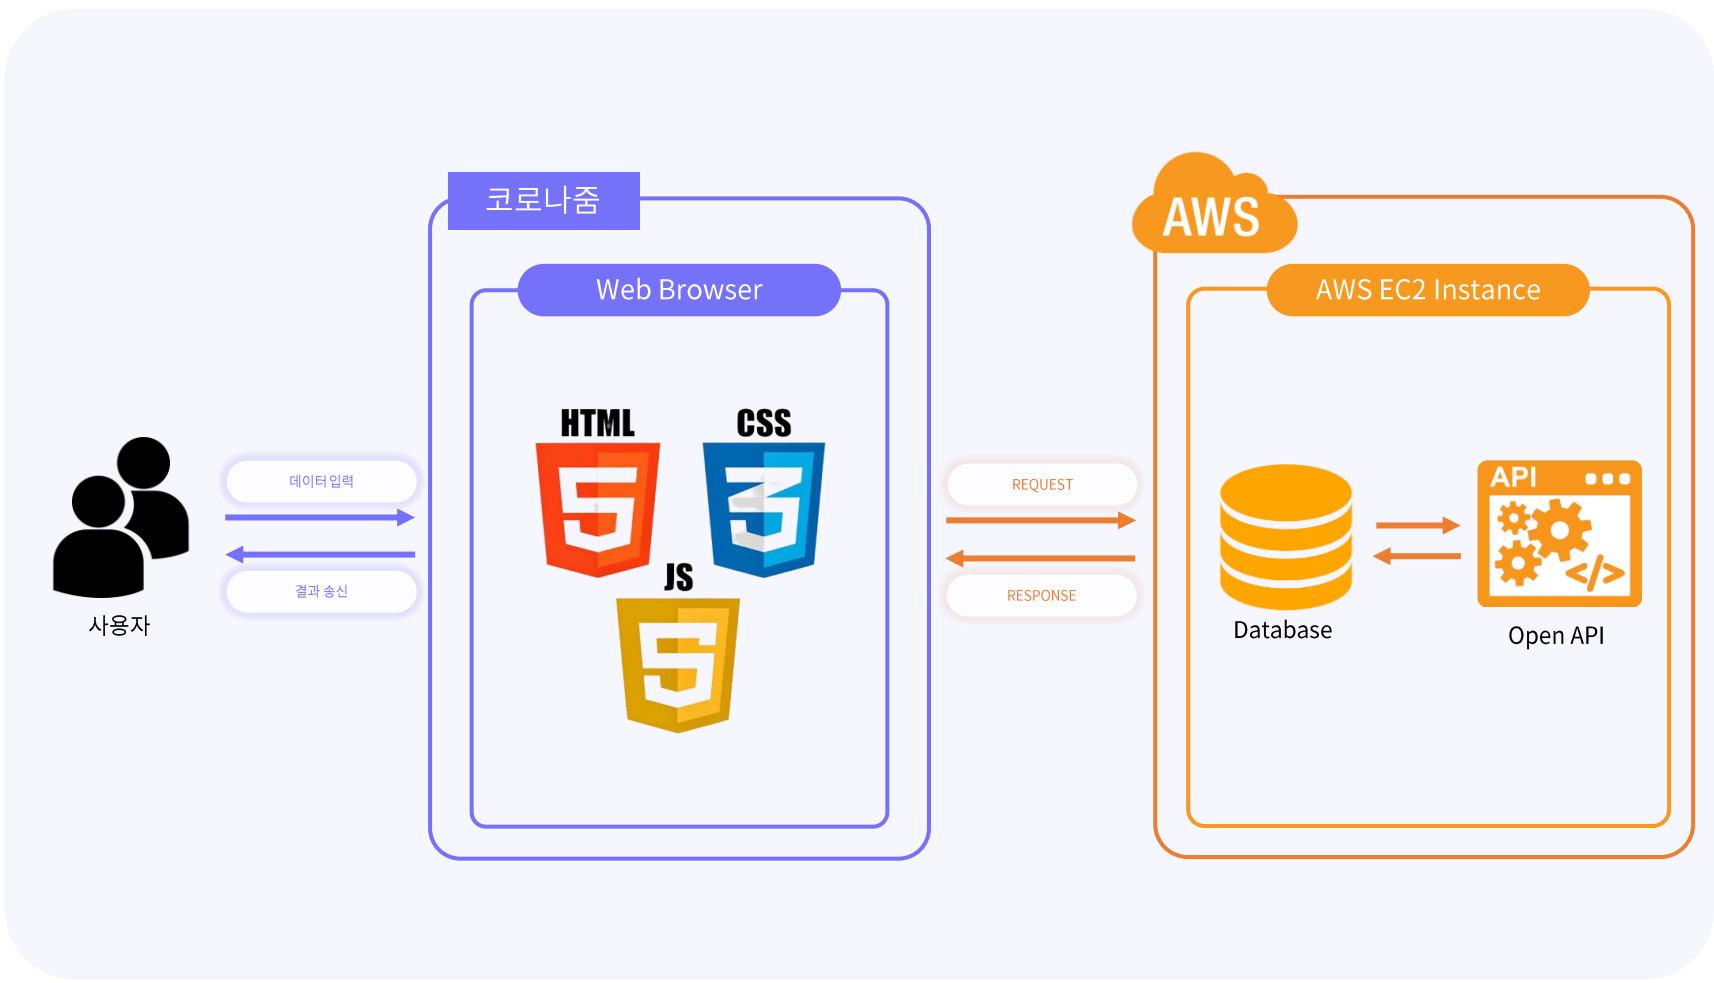 코로나줌
Web Browser
HTML
CSS
JS
데이터 입력
결과 송신
사용자
REQUEST
RESPONSE
AWS
AWS EC2 Instance
Database
API
</>
Open API